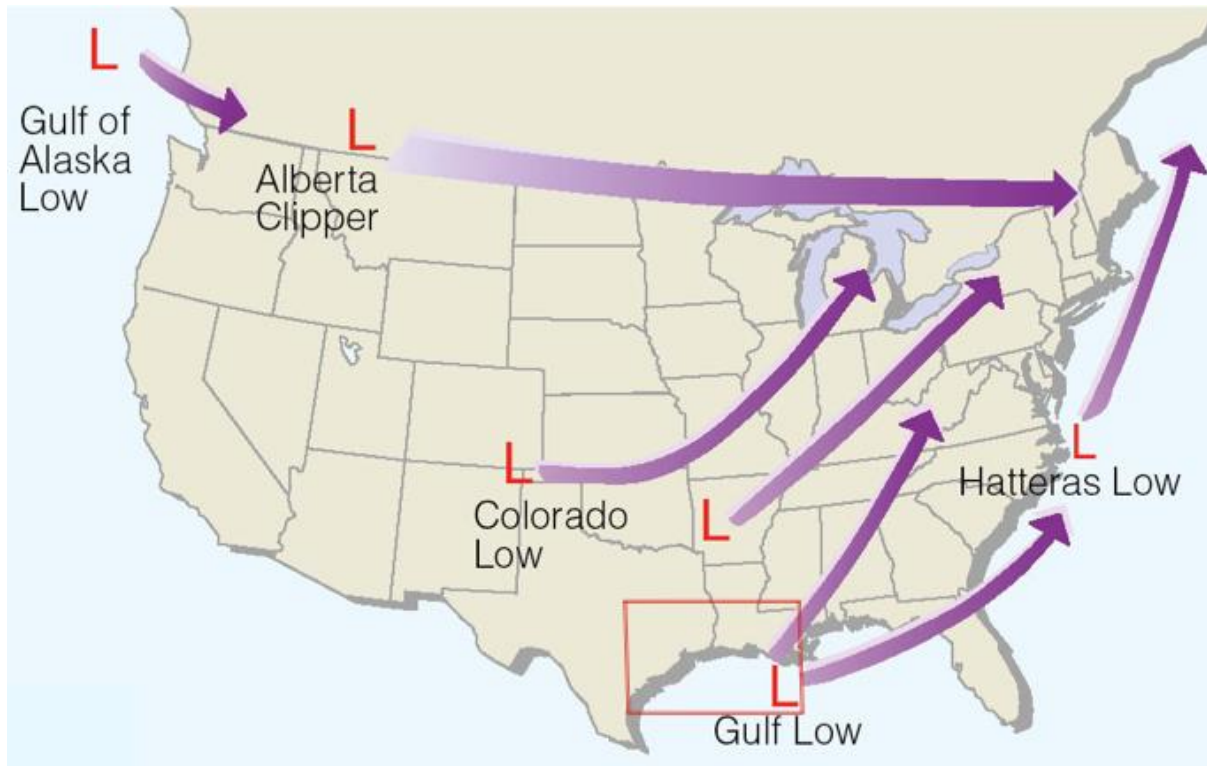 L
Gulf of
Alaska
Low
L
Alberta
Clipper
L
Colorado
Low
L
L
Hatteras Low
L
Gulf Low